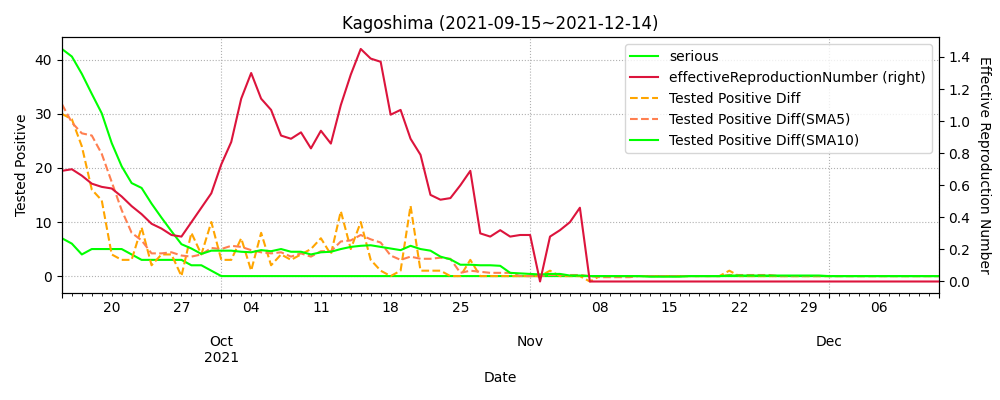 Kagoshima (2021-09-15~2021-12-14)
serious
effectiveReproductionNumber (right)
Tested Positive Diff
Tested Positive Diff(SMA5)
Tested Positive Diff(SMA10)
Tested Positive
40
30
20
10
0
1.4
1.2
1.0
0.8
0.6
0.4
0.2
0.0
Effective Reproduction Number
20
27
04
11
18
25
08
15
22
29
06
Oct
2021
Nov
Dec
Date